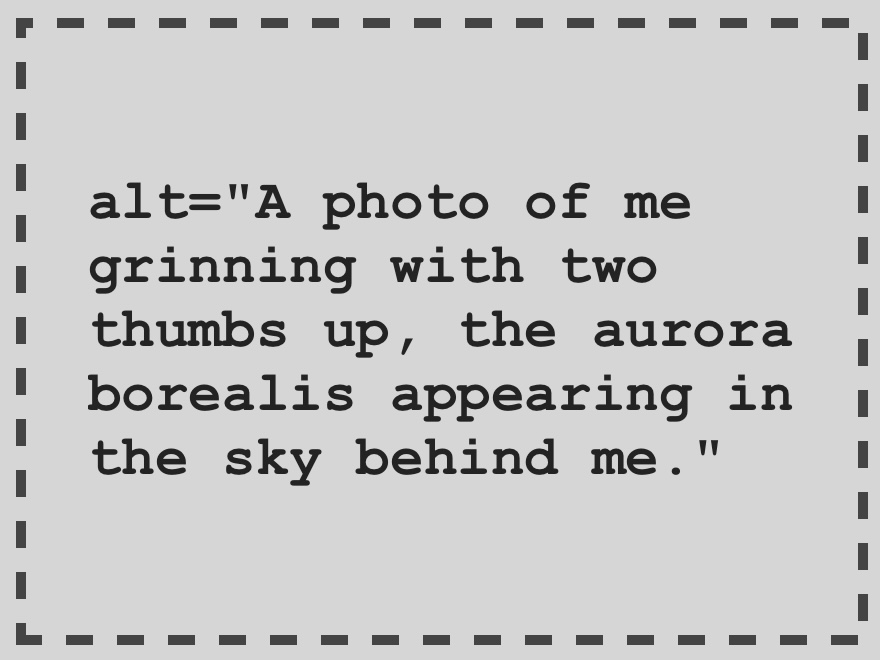 alt="A photo of me
grinning with two
thumbs up, the aurora
borealis appearing in
the sky behind me."